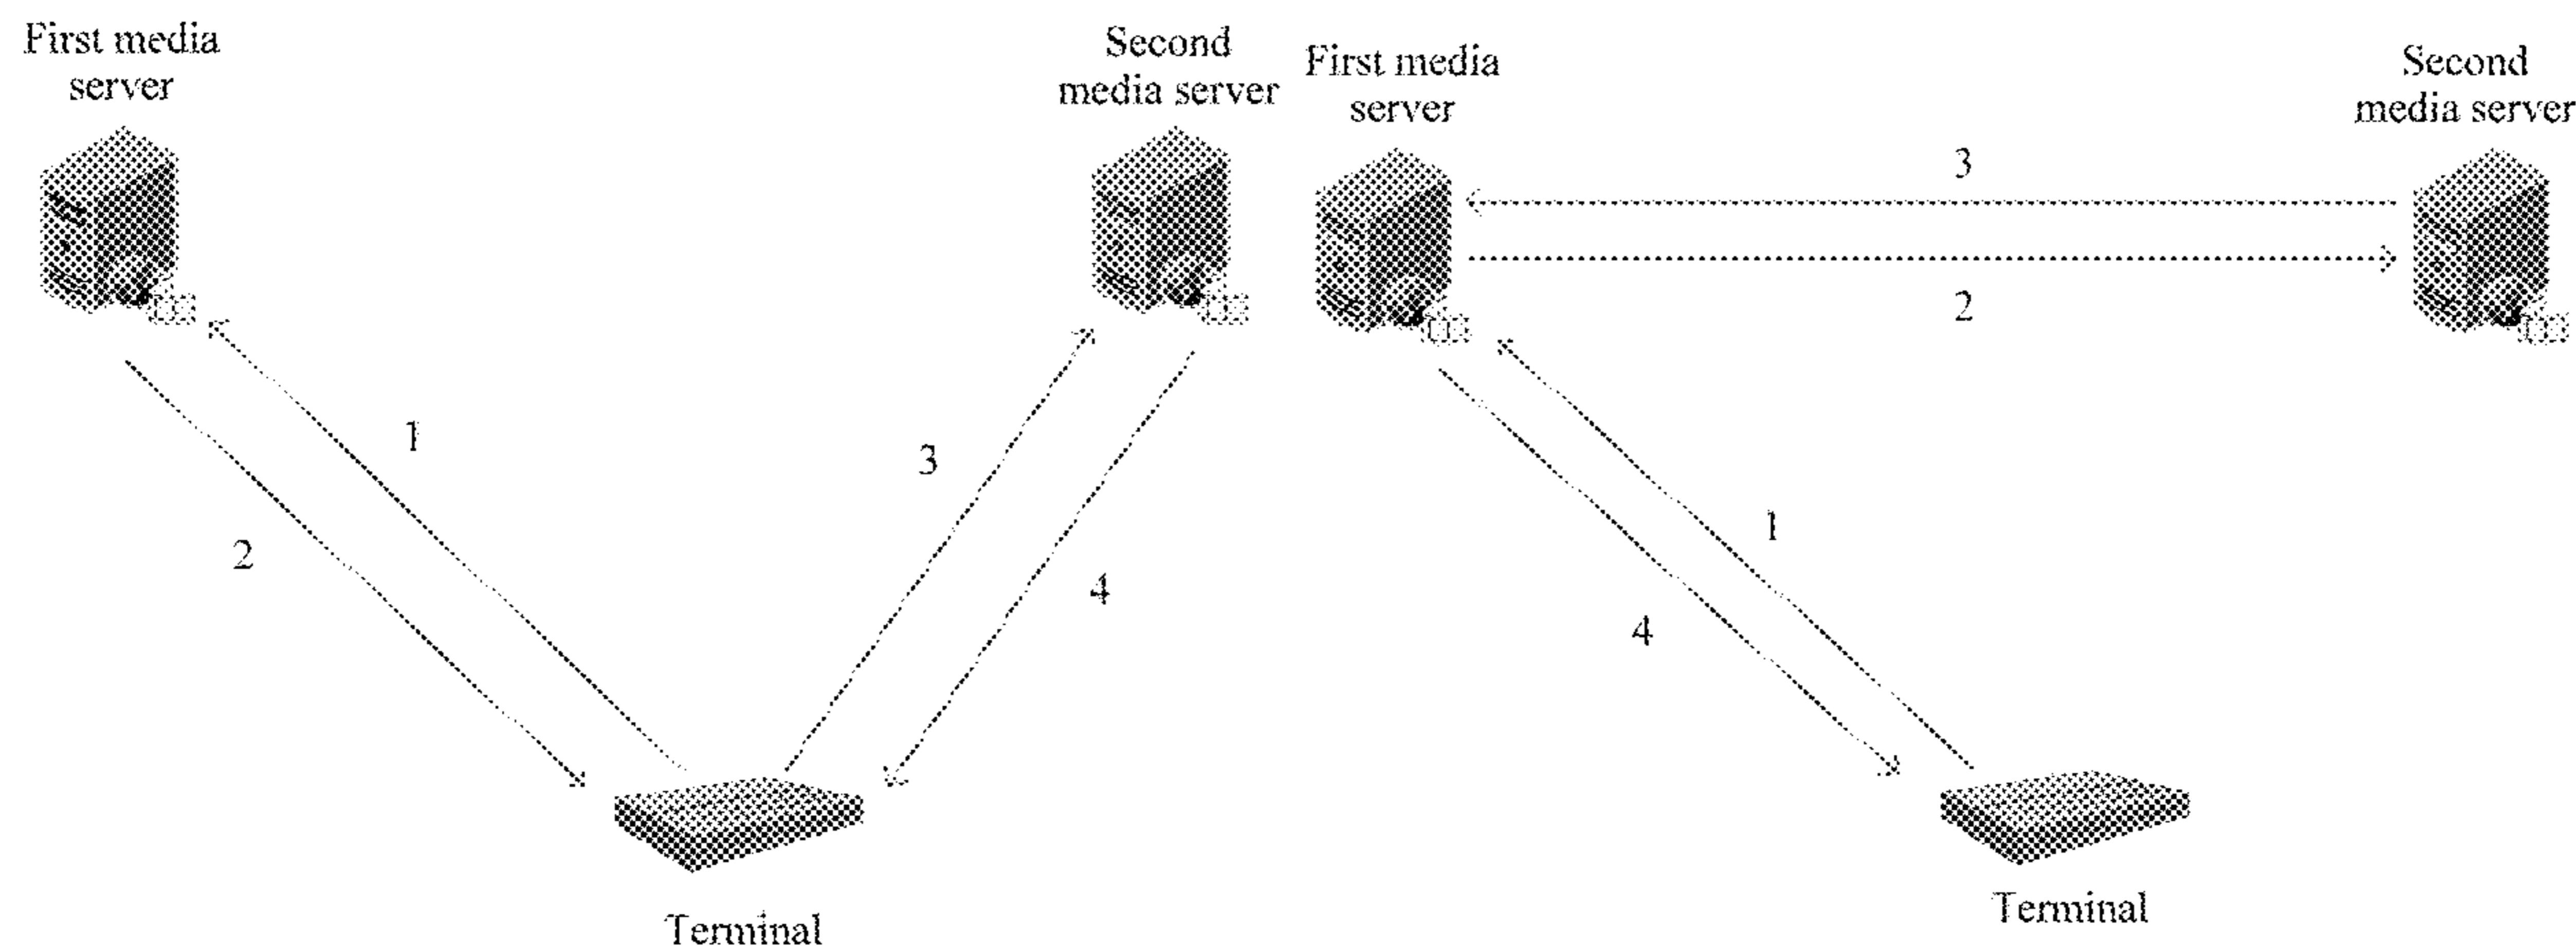 First media
server
Second
media server
1
2
3
4
Terminal
First media
server
Second
media server
3
2
1
4
Terminal